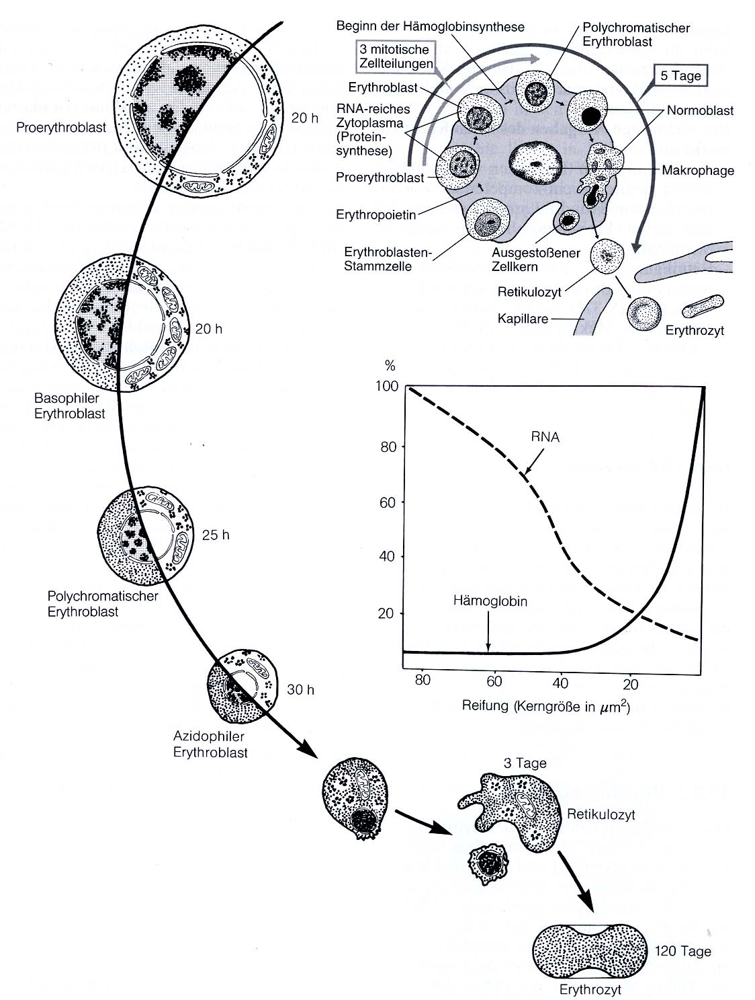 Beginn der Hämoglobinsynthese
Polychromatischer
Erythroblast
3 mitotische
Zellteilungen
5 Tage
Erythroblast
RNA-reiches
Zytoplasma
(Protein-
synthese)
Normoblast
Proerythroblast
Makrophage
Erythropoietin
Erythroblasten-
Stammzelle
Ausgestoßener
Zellkern
Retikulozyt
Kapillare
Erythrozyt
Proerythroblast
20 h
20 h
Basophiler
Erythroblast
25 h
Polychromatischer
Erythroblast
30 h
Azidophiler
Erythroblast
%
100
80
60
40
20
RNA
Hämoglobin
80
60
40
20
Reifung (Kerngröße in µm²)
3 Tage
Retikulozyt
120 Tage
Erythrozyt